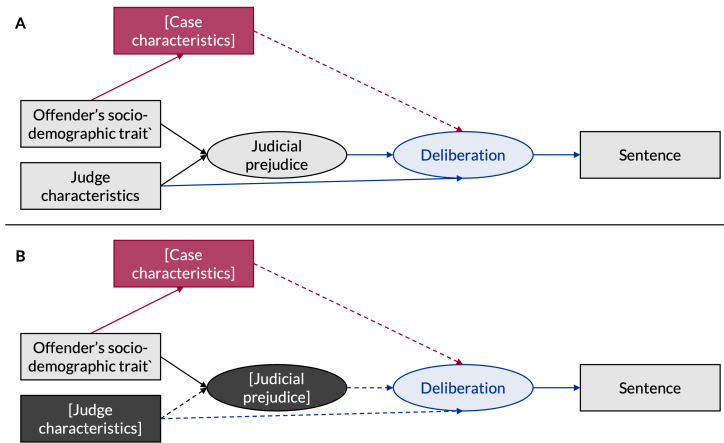 A
[Case
characteristics]
Offender's socio-
demographic trait`
Judge
characteristics
Judicial
prejudice
Deliberation
Sentence
B
[Case
characteristics]
Offender's socio-
demographic trait`
[Judge
characteristics]
[Judicial
prejudice]
Deliberation
Sentence